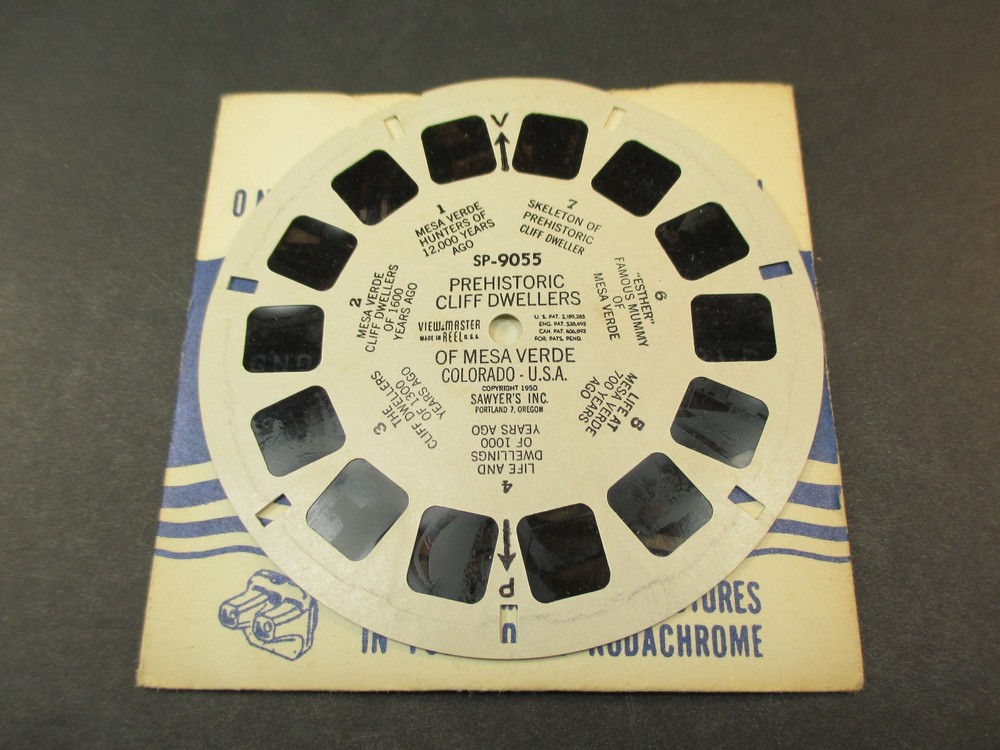 V
1
MESA VERDE
HUNTERS OF
12,000 YEARS
AGO
7
SKELETON OF
PREHISTORIC
CLIFF DWELLER
SP-9055
PREHISTORIC
CLIFF DWELLERS
VIEW-MASTER
MADE IN REEL U.S.A.
U.S. PAT. 2,189,285
ENG. PAT. 538,493
CAN. PAT. 406,093
FOR. PATS. PEND.
OF MESA VERDE
COLORADO - U.S.A.
COPYRIGHT 1950
SAWYER'S INC.
PORTLAND 7, OREGON
2
MESA VERDE
CLIFF DWELLERS
OF 1600
YEARS AGO
3
THE
CLIFF DWELLERS
OF 1300
YEARS AGO
4
LIFE AND
DWELLINGS
OF 1000
YEARS AGO
5
LIFE AT
MESA VERDE
700 YEARS
AGO
6
"ESTHER"
FAMOUS MUMMY
OF
MESA VERDE
P
IN
KODACHROME